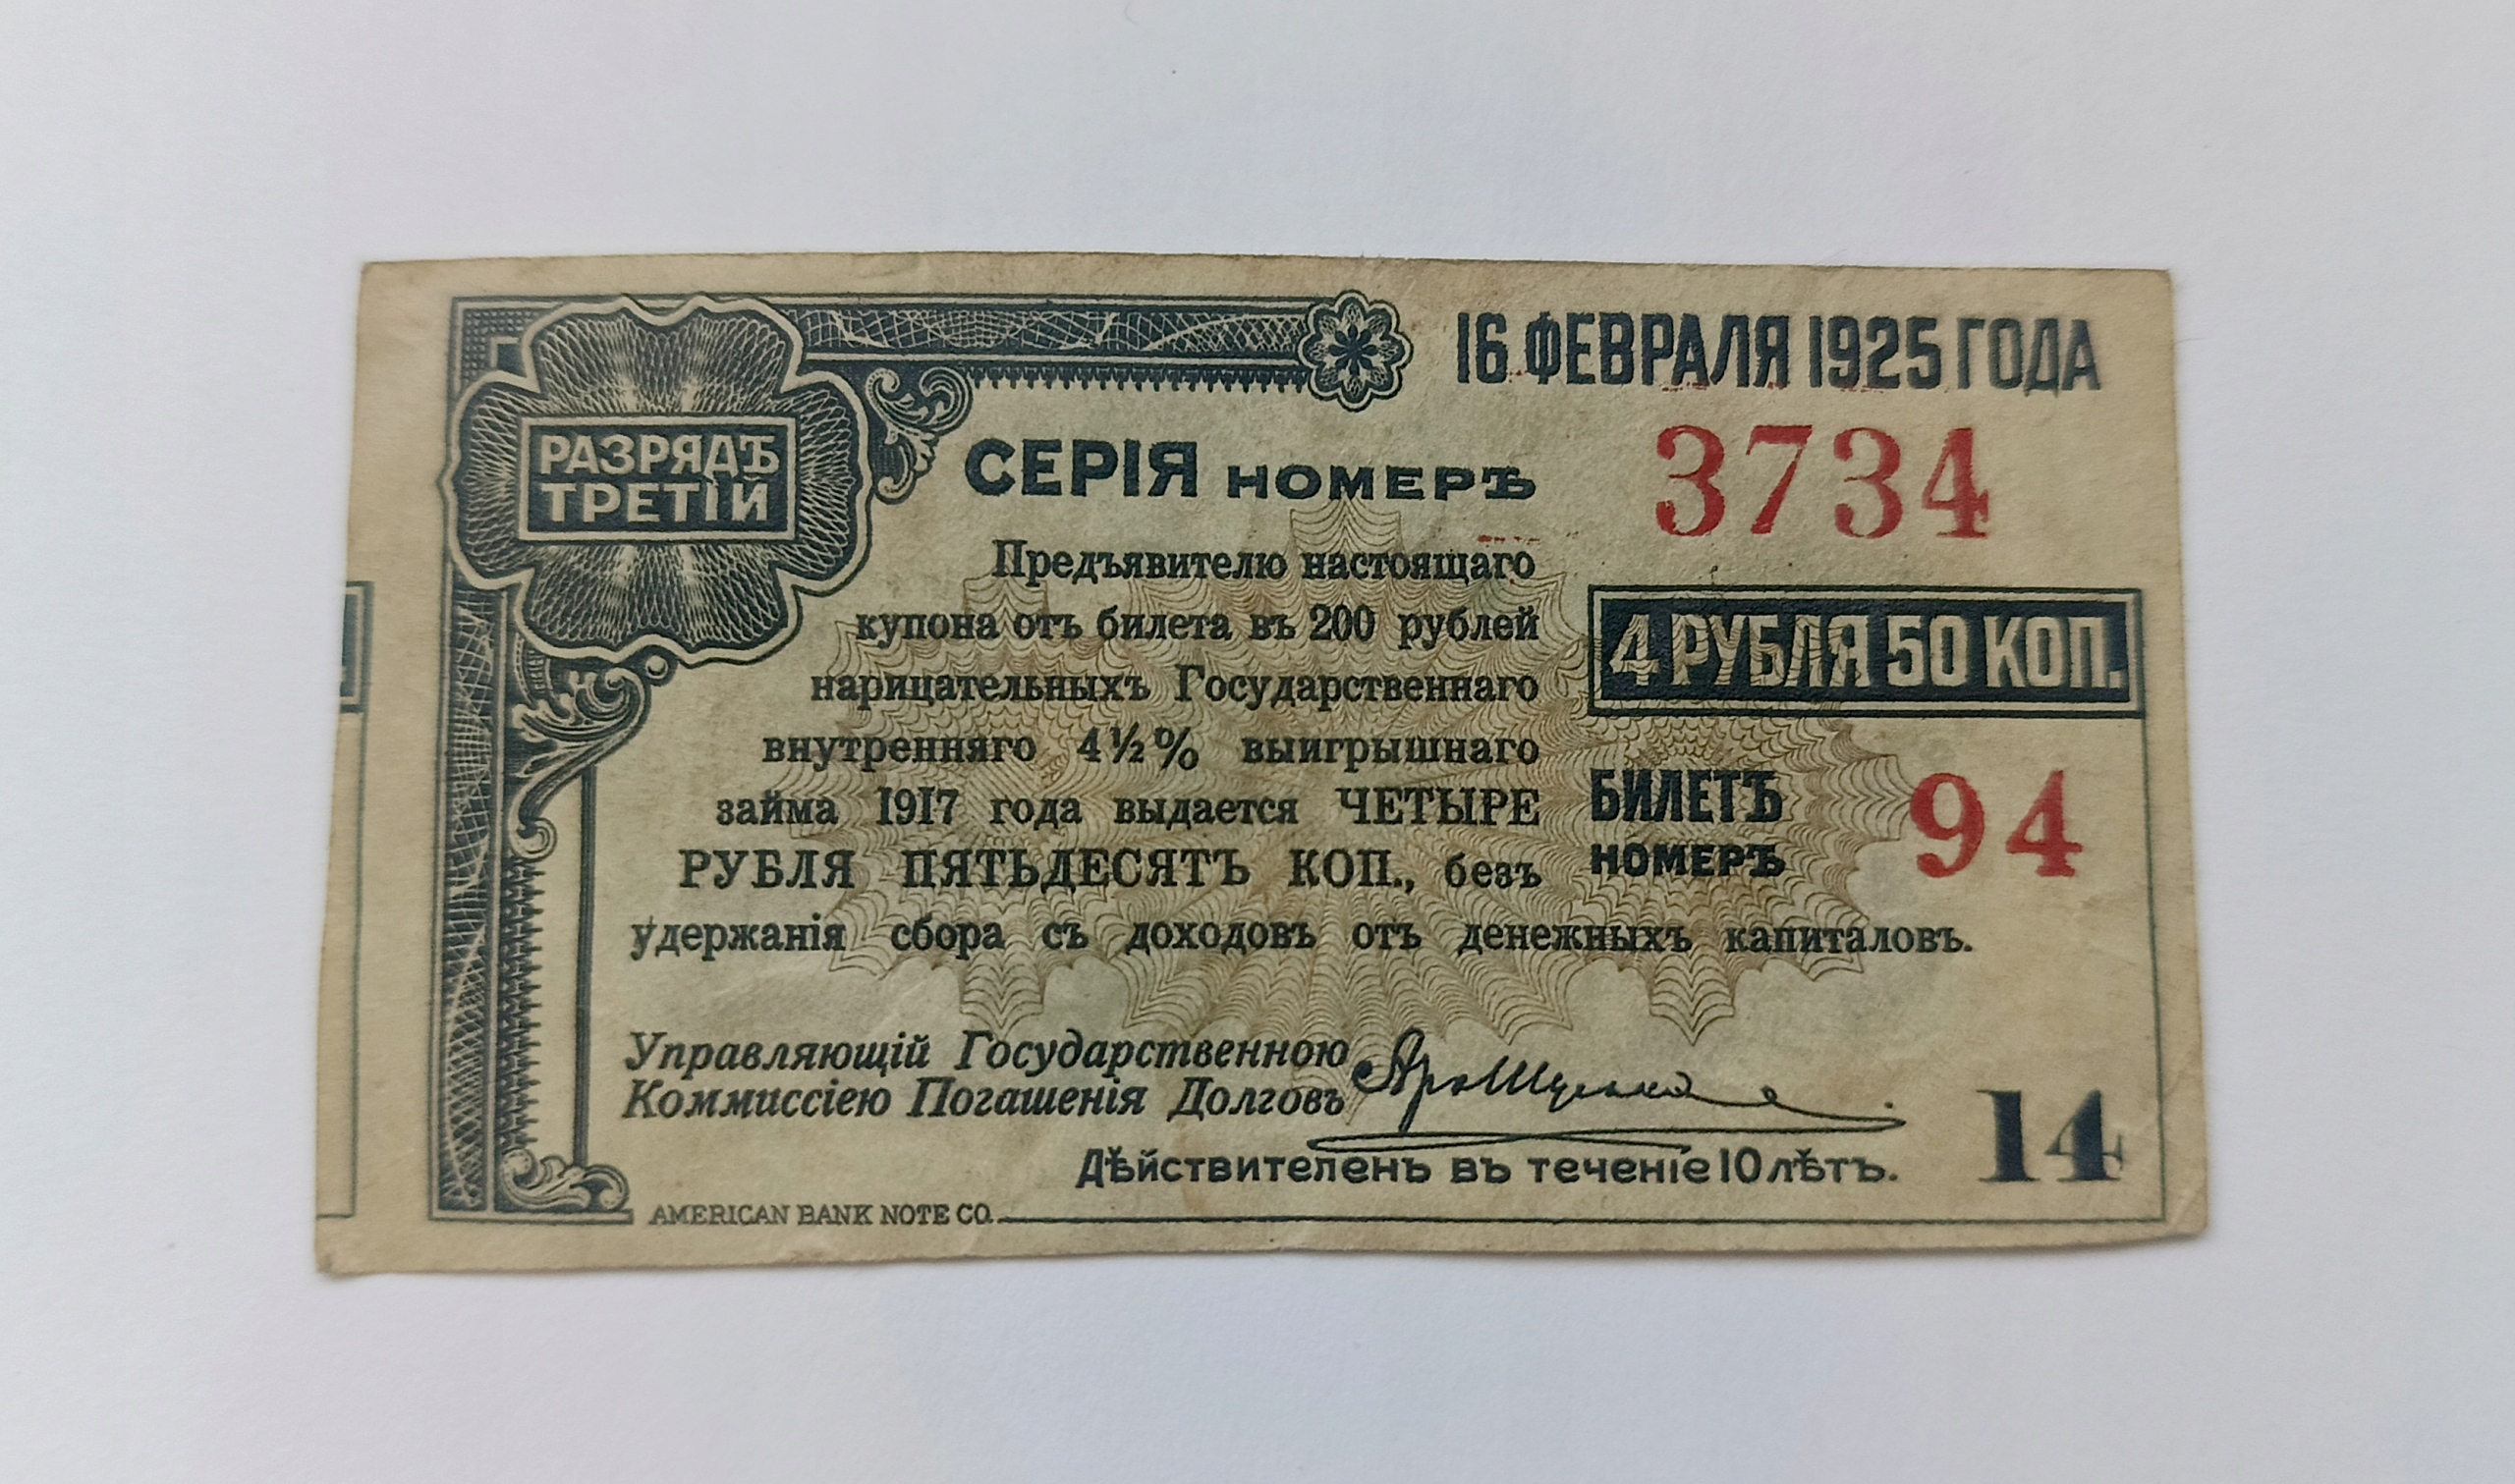 16 ФЕВРАЛЯ 1925 ГОДА
РАЗРЯДЪ
ТРЕТІЙ
СЕРІЯ НОМЕРЪ 3734
Предъявителю настоящаго
купона отъ билета въ 200 рублей
нарицательныхъ Государственнаго
внутренняго 4½% выигрышнаго
займа 1917 года выдается ЧЕТЫРЕ
РУБЛЯ ПЯТЬДЕСЯТЪ КОП., безъ
удержанія сбора съ доходовъ отъ денежныхъ капиталовъ.
4 РУБЛЯ 50 КОП.
БИЛЕТЪ
НОМЕРЪ 94
Управляющій Государственною
Коммиссіею Погашенія Долговъ
Дѣйствителенъ въ теченіе 10 лѣтъ.
14
AMERICAN BANK NOTE CO.